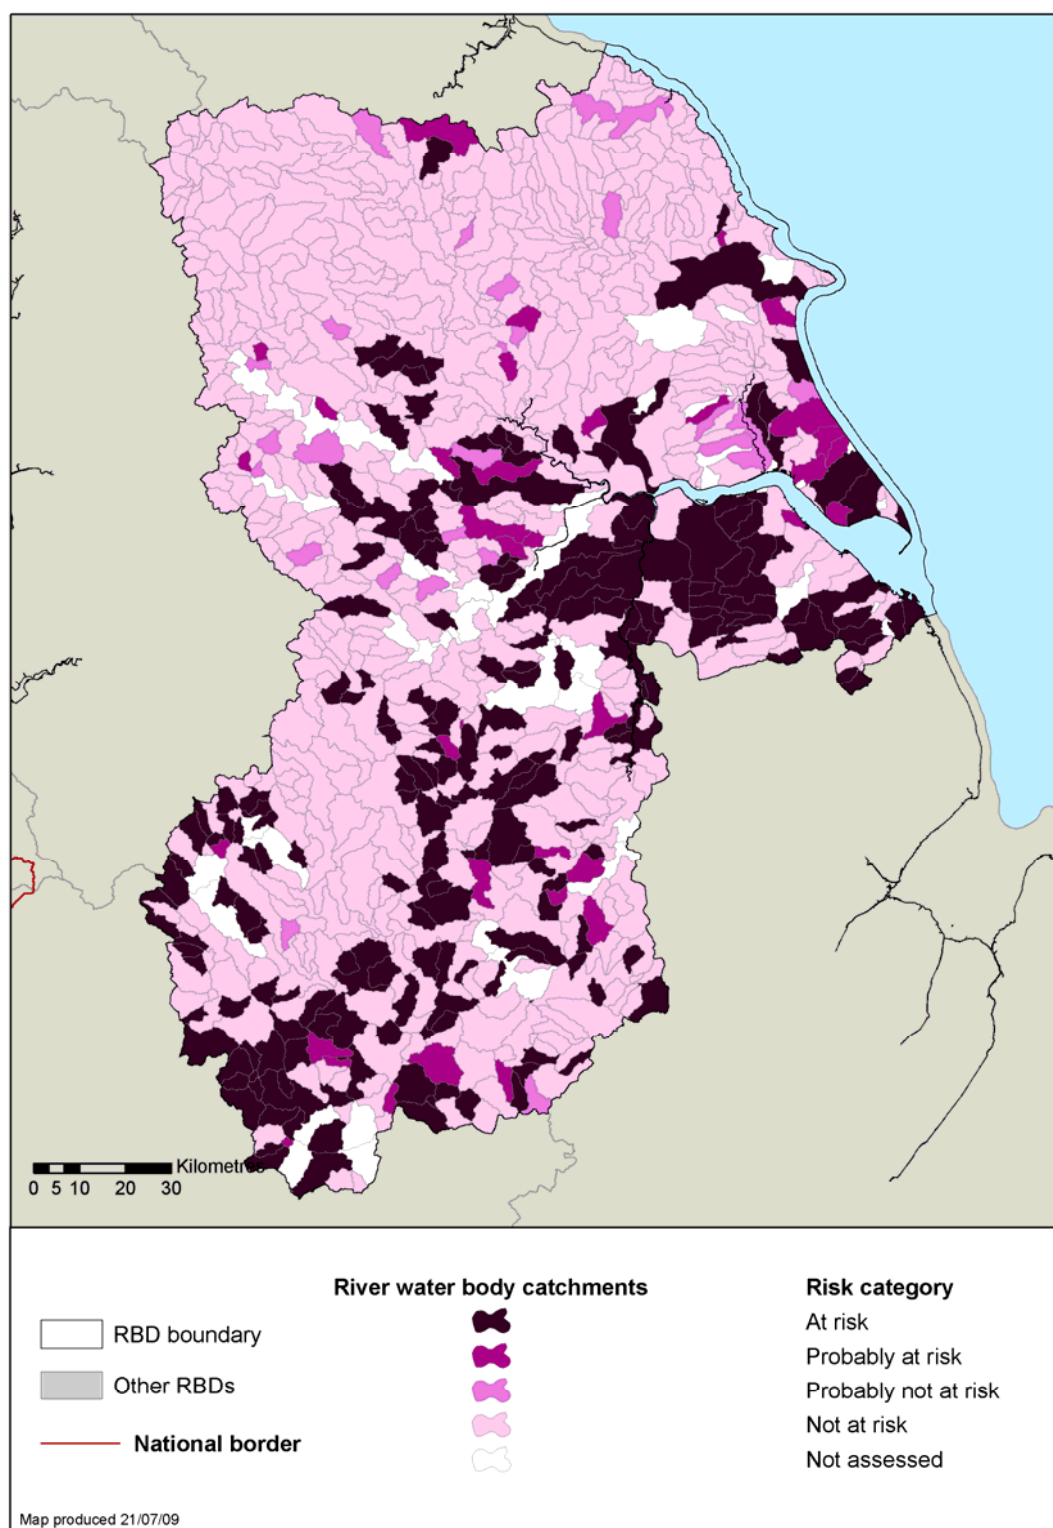 Kilometres
0 5 10 20 30
River water body catchments
Risk category
RBD boundary
Other RBDs
National border
At risk
Probably at risk
Probably not at risk
Not at risk
Not assessed
Map produced 21/07/09